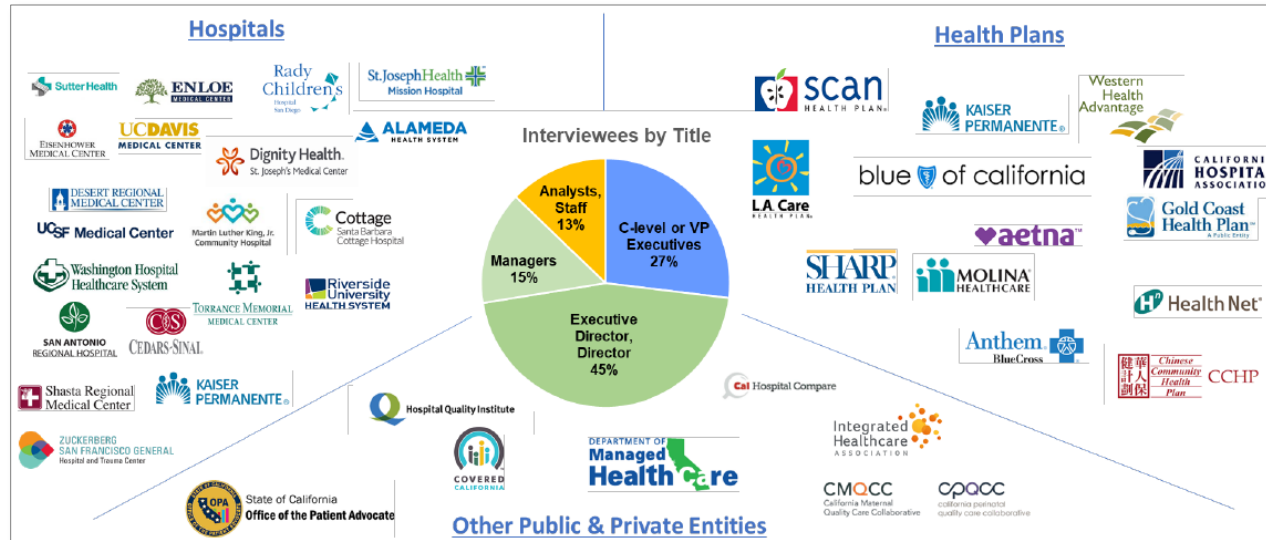 Hospitals
Sutter Health
ENLOE
MEDICAL CENTER
Rady
Children's
Hospital
San Diego
St.JosephHealth
Mission Hospital
EISENHOWER
MEDICAL CENTER
UCDAVIS
MEDICAL CENTER
ALAMEDA
HEALTH SYSTEM
Dignity Health.
St. Joseph's Medical Center
DESERT REGIONAL
MEDICAL CENTER
UCSF Medical Center
Martin Luther King, Jr.
Community Hospital
Cottage
Santa Barbara
Cottage Hospital
Washington Hospital
Healthcare System
TORRANCE MEMORIAL
MEDICAL CENTER
Riverside
University
HEALTH SYSTEM
SAN ANTONIO
REGIONAL HOSPITAL
CS
CEDARS-SINAI.
Shasta Regional
Medical Center
KAISER
PERMANENTE®
ZUCKERBERG
SAN FRANCISCO GENERAL
Hospital and Trauma Center
Interviewees by Title
Analysts,
Staff
13%
C-level or VP
Executives
27%
Managers
15%
Executive
Director,
Director
45%
Health Plans
scan
HEALTH PLAN®
KAISER
PERMANENTE®
Western
Health
Advantage
L.A. Care
HEALTH PLAN®
blue of california
CALIFORNI
HOSPITA
ASSOCIATIO
Gold Coast
Health Plan℠
A Public Entity
aetna™
SHARP®
HEALTH PLAN
MOLINA®
HEALTHCARE
Hn Health Net®
Anthem®
BlueCross
健計劃
華人保
Chinese
Community
Health
Plan
CCHP
Cal Hospital Compare
Hospital Quality Institute
COVERED
CALIFORNIA
DEPARTMENT OF
Managed
HealthCare
Integrated
Healthcare
ASSOCIATION
CMQCC
California Maternal
Quality Care Collaborative
cpqcc
california perinatal
quality care collaborative
OPA
State of California
Office of the Patient Advocate
Other Public & Private Entities